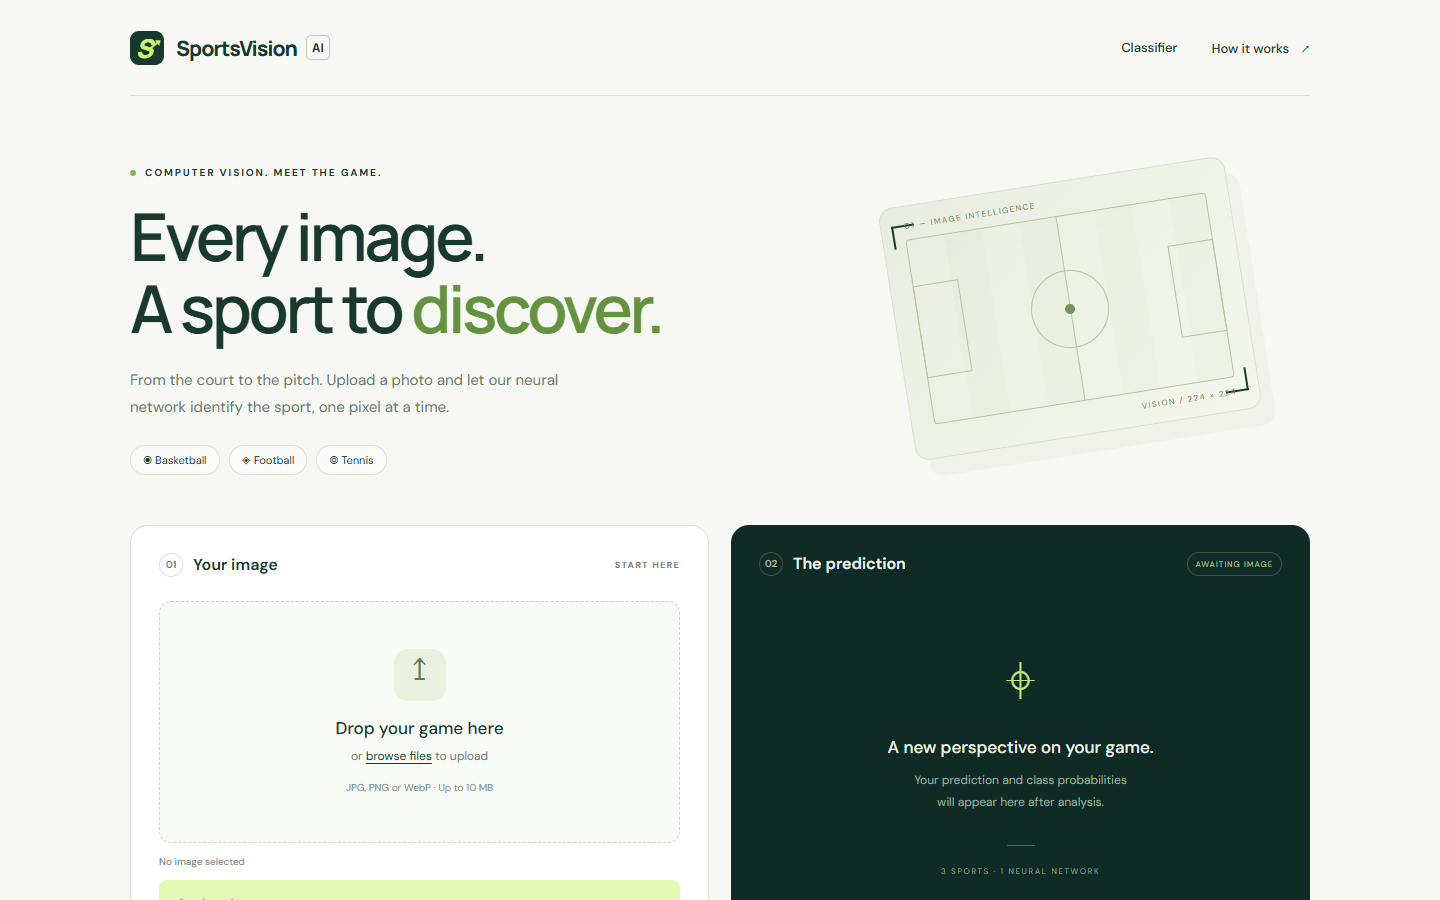 SportsVision AI
Classifier
How it works ↗
COMPUTER VISION. MEET THE GAME.
Every image.
A sport to discover.
From the court to the pitch. Upload a photo and let our neural
network identify the sport, one pixel at a time.
Basketball
Football
Tennis
— IMAGE INTELLIGENCE
VISION / 224 × 224
01 Your image
START HERE
Drop your game here
or browse files to upload
JPG, PNG or WebP · Up to 10 MB
No image selected
02 The prediction
AWAITING IMAGE
A new perspective on your game.
Your prediction and class probabilities
will appear here after analysis.
3 SPORTS · 1 NEURAL NETWORK